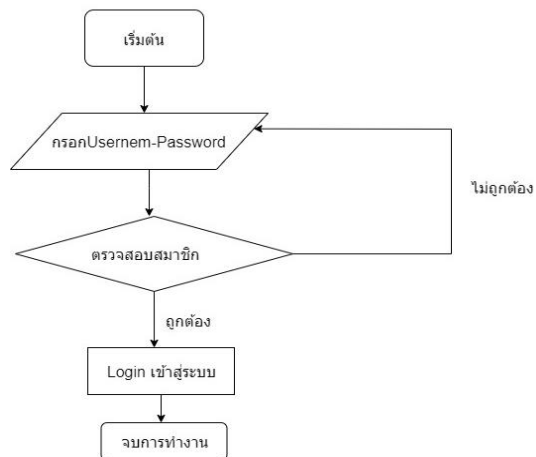 เริ่มต้น
กรอกUsernem-Password
ไม่ถูกต้อง
ตรวจสอบสมาชิก
ถูกต้อง
Login เข้าสู่ระบบ
จบการทำงาน